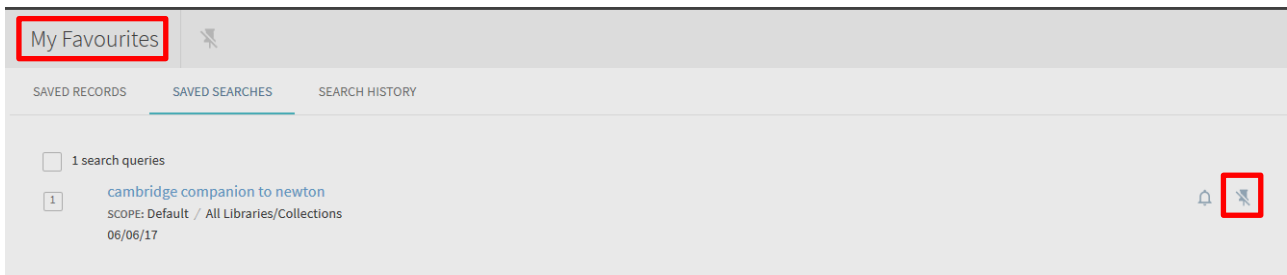 My Favourites
SAVED RECORDS SAVED SEARCHES SEARCH HISTORY
1 search queries
1 cambridge companion to newton
SCOPE: Default / All Libraries/Collections
06/06/17